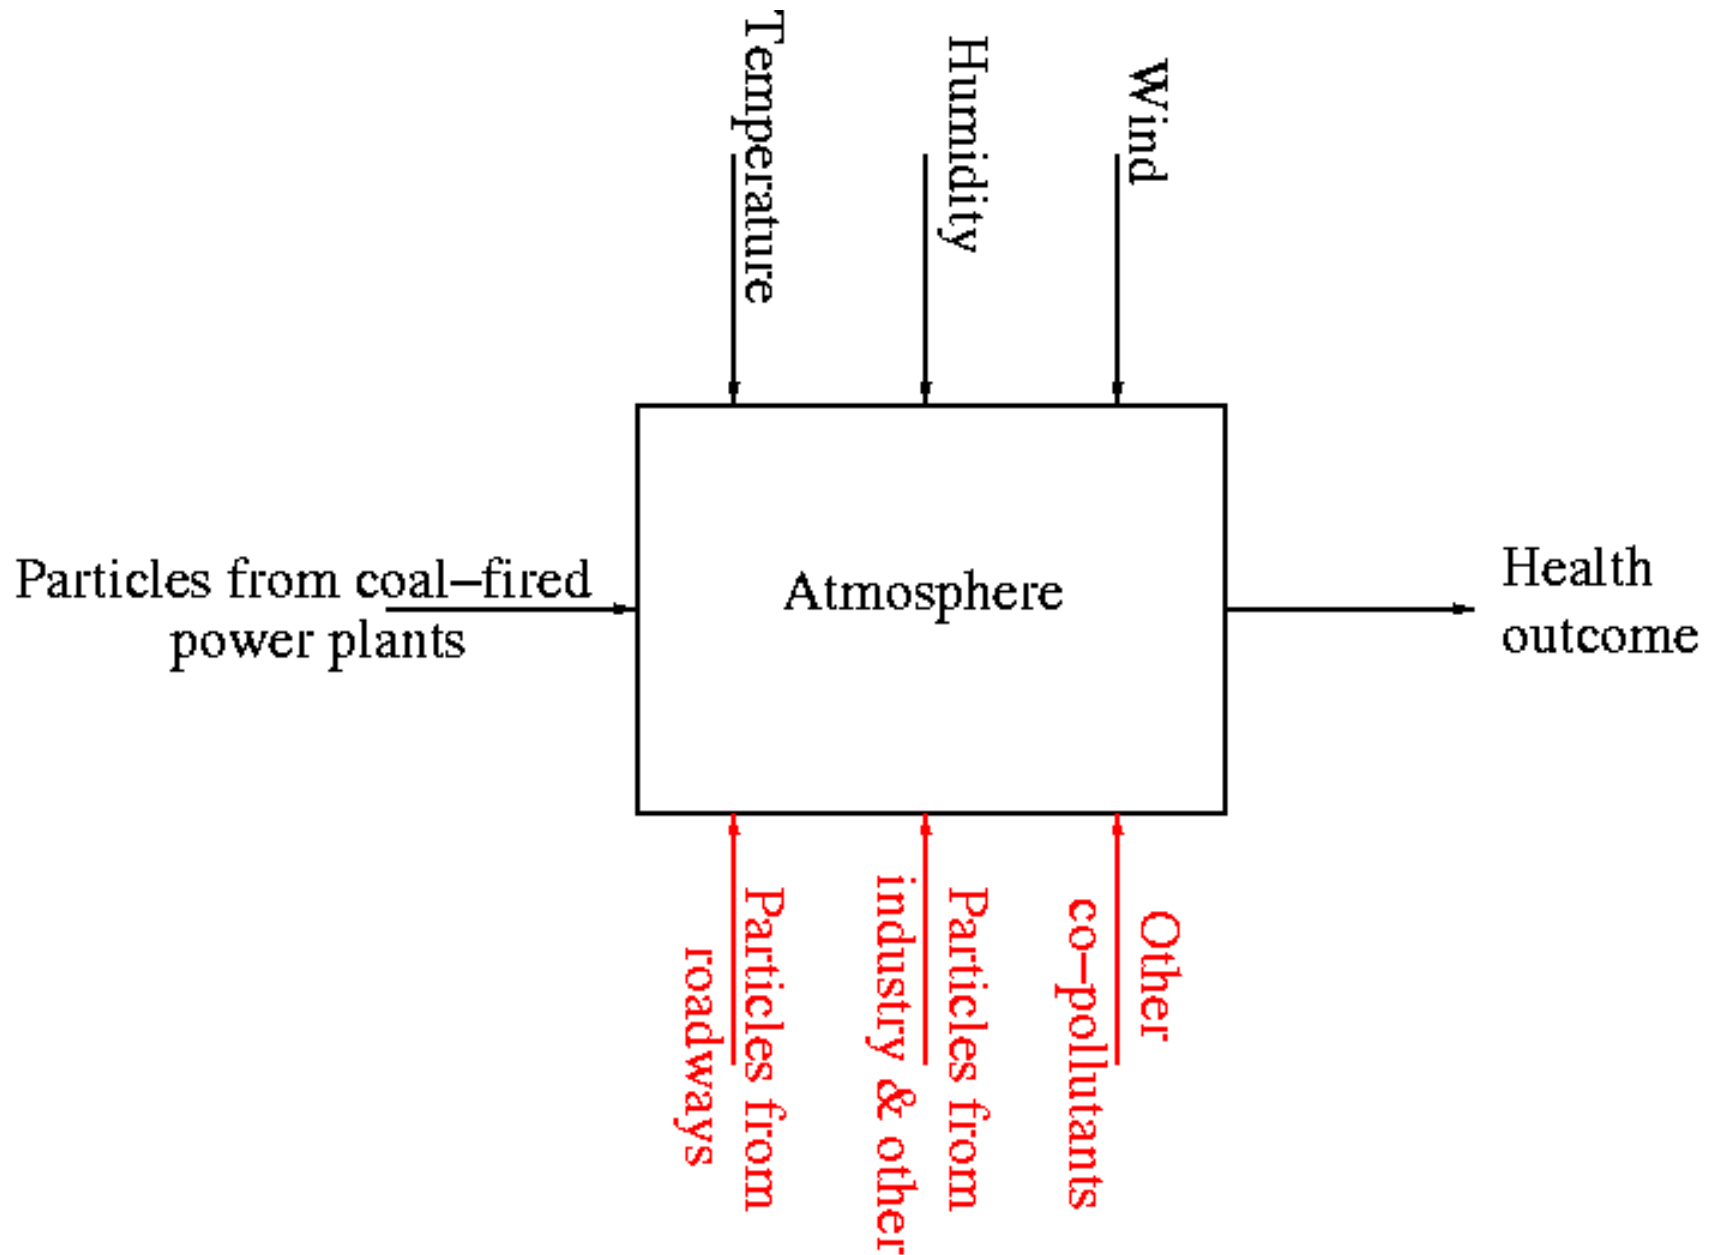 Temperature
Humidity
Wind
Particles from coal–fired
power plants
Atmosphere
Health
outcome
Particles from
roadways
Particles from
industry & other
Other
co–pollutants